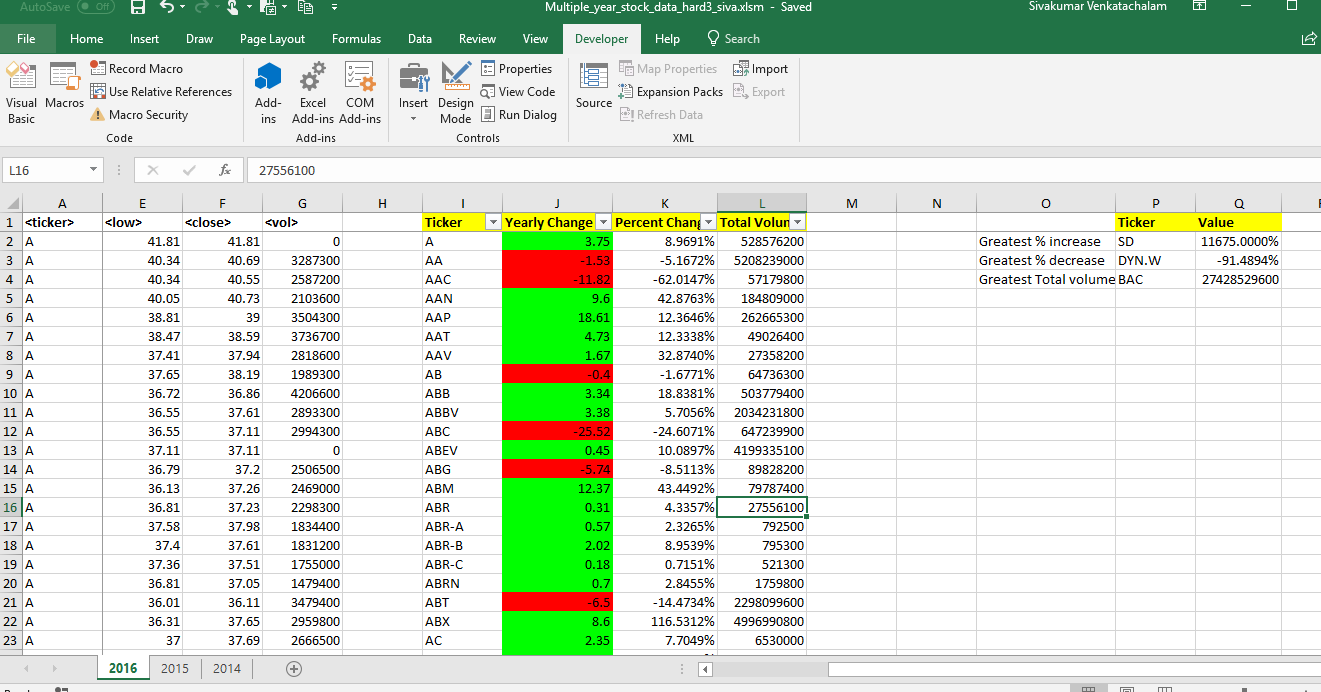 AutoSave Off Multiple_year_stock_data_hard3_siva.xlsm - Saved Sivakumar Venkatachalam
File Home Insert Draw Page Layout Formulas Data Review View Developer Help Search
Visual Basic Macros Record Macro Use Relative References Macro Security Code
Add-ins Excel Add-ins COM Add-ins Add-ins
Insert Design Mode Properties View Code Run Dialog Controls
Source Map Properties Expansion Packs Refresh Data Import Export XML
L16 fx 27556100
A E F G H I J K L M N O P Q
1 <ticker> <low> <close> <vol> Ticker Yearly Change Percent Chang Total Volun Ticker Value
2 A 41.81 41.81 0 A 3.75 8.9691% 528576200 Greatest % increase SD 11675.0000%
3 A 40.34 40.69 3287300 AA -1.53 -5.1672% 5208239000 Greatest % decrease DYN.W -91.4894%
4 A 40.34 40.55 2587200 AAC -11.82 -62.0147% 57179800 Greatest Total volume BAC 27428529600
5 A 40.05 40.73 2103600 AAN 9.6 42.8763% 184809000
6 A 38.81 39 3504300 AAP 18.61 12.3646% 262665300
7 A 38.47 38.59 3736700 AAT 4.73 12.3338% 49026400
8 A 37.41 37.94 2818600 AAV 1.67 32.8740% 27358200
9 A 37.65 38.19 1989300 AB -0.4 -1.6771% 64736300
10 A 36.72 36.86 4206600 ABB 3.34 18.8381% 503779400
11 A 36.55 37.61 2893300 ABBV 3.38 5.7056% 2034231800
12 A 36.55 37.11 2994300 ABC -25.52 -24.6071% 647239900
13 A 37.11 37.11 0 ABEV 0.45 10.0897% 4199335100
14 A 36.79 37.2 2506500 ABG -5.74 -8.5113% 89828200
15 A 36.13 37.26 2469000 ABM 12.37 43.4492% 79787400
16 A 36.81 37.23 2298300 ABR 0.31 4.3357% 27556100
17 A 37.58 37.98 1834400 ABR-A 0.57 2.3265% 792500
18 A 37.4 37.61 1831200 ABR-B 2.02 8.9539% 795300
19 A 37.36 37.51 1755000 ABR-C 0.18 0.7151% 521300
20 A 36.81 37.05 1479400 ABRN 0.7 2.8455% 1759800
21 A 36.01 36.11 3479400 ABT -6.5 -14.4734% 2298099600
22 A 36.31 37.65 2959800 ABX 8.6 116.5312% 4996990800
23 A 37 37.69 2666500 AC 2.35 7.7049% 6530000
2016 2015 2014